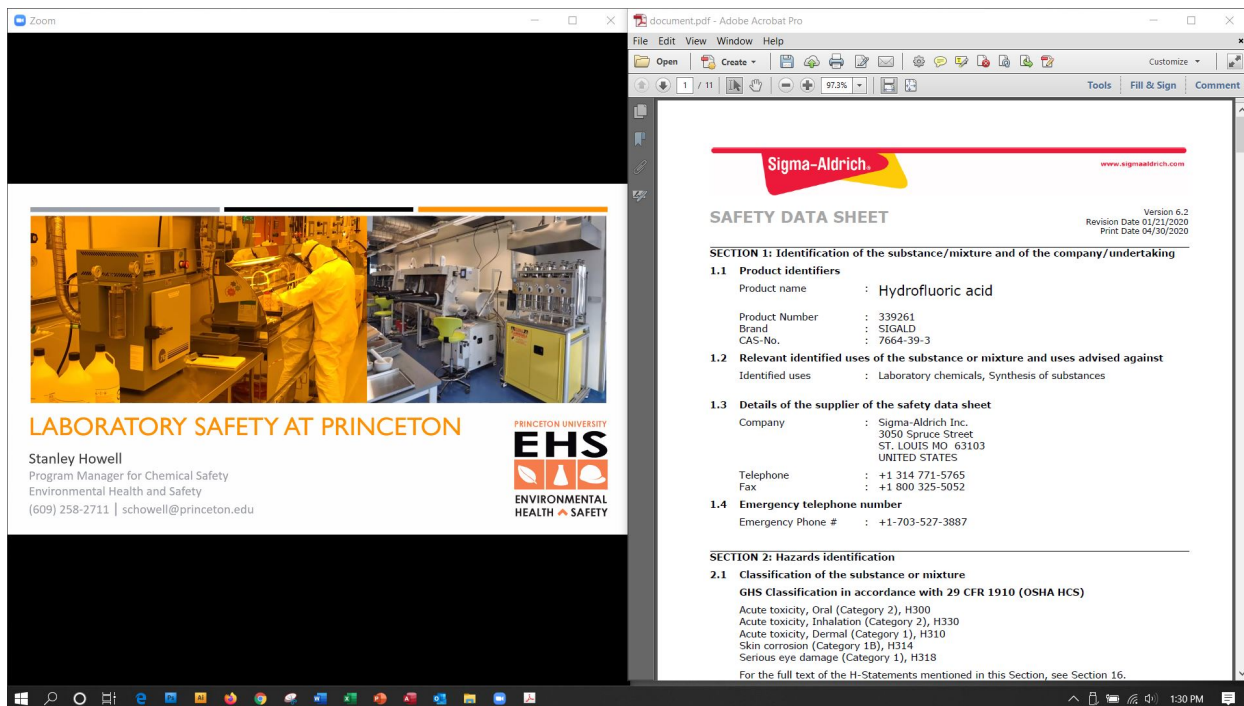 Zoom
LABORATORY SAFETY AT PRINCETON
Stanley Howell
Program Manager for Chemical Safety
Environmental Health and Safety
(609) 258-2711 | schowell@princeton.edu
PRINCETON UNIVERSITY
EHS
ENVIRONMENTAL
HEALTH SAFETY
document.pdf - Adobe Acrobat Pro
File Edit View Window Help
Open Create Customize
1 / 11 97.3% Tools Fill & Sign Comment
Sigma-Aldrich®
www.sigmaaldrich.com
SAFETY DATA SHEET
Version 6.2
Revision Date 01/21/2020
Print Date 04/30/2020
SECTION 1: Identification of the substance/mixture and of the company/undertaking
1.1 Product identifiers
Product name : Hydrofluoric acid
Product Number : 339261
Brand : SIGALD
CAS-No. : 7664-39-3
1.2 Relevant identified uses of the substance or mixture and uses advised against
Identified uses : Laboratory chemicals, Synthesis of substances
1.3 Details of the supplier of the safety data sheet
Company : Sigma-Aldrich Inc.
3050 Spruce Street
ST. LOUIS MO 63103
UNITED STATES
Telephone : +1 314 771-5765
Fax : +1 800 325-5052
1.4 Emergency telephone number
Emergency Phone # : +1-703-527-3887
SECTION 2: Hazards identification
2.1 Classification of the substance or mixture
GHS Classification in accordance with 29 CFR 1910 (OSHA HCS)
Acute toxicity, Oral (Category 2), H300
Acute toxicity, Inhalation (Category 2), H330
Acute toxicity, Dermal (Category 1), H310
Skin corrosion (Category 1B), H314
Serious eye damage (Category 1), H318
For the full text of the H-Statements mentioned in this Section, see Section 16.
1:30 PM